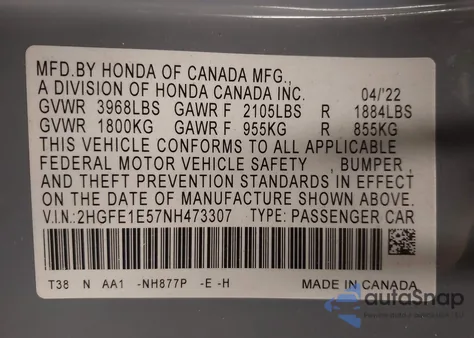 MFD.BY HONDA OF CANADA MFG.,
A DIVISION OF HONDA CANADA INC. 04/'22
GVWR 3968LBS GAWR F 2105LBS R 1884LBS
GVWR 1800KG GAWR F 955KG R 855KG
THIS VEHICLE CONFORMS TO ALL APPLICABLE
FEDERAL MOTOR VEHICLE SAFETY , BUMPER,
AND THEFT PREVENTION STANDARDS IN EFFECT
ON THE DATE OF MANUFACTURE SHOWN ABOVE.
V.I.N:2HGFE1E57NH473307 TYPE: PASSENGER CAR
T38 N AA1 -NH877P -E -H
MADE IN CANADA
autoSnap